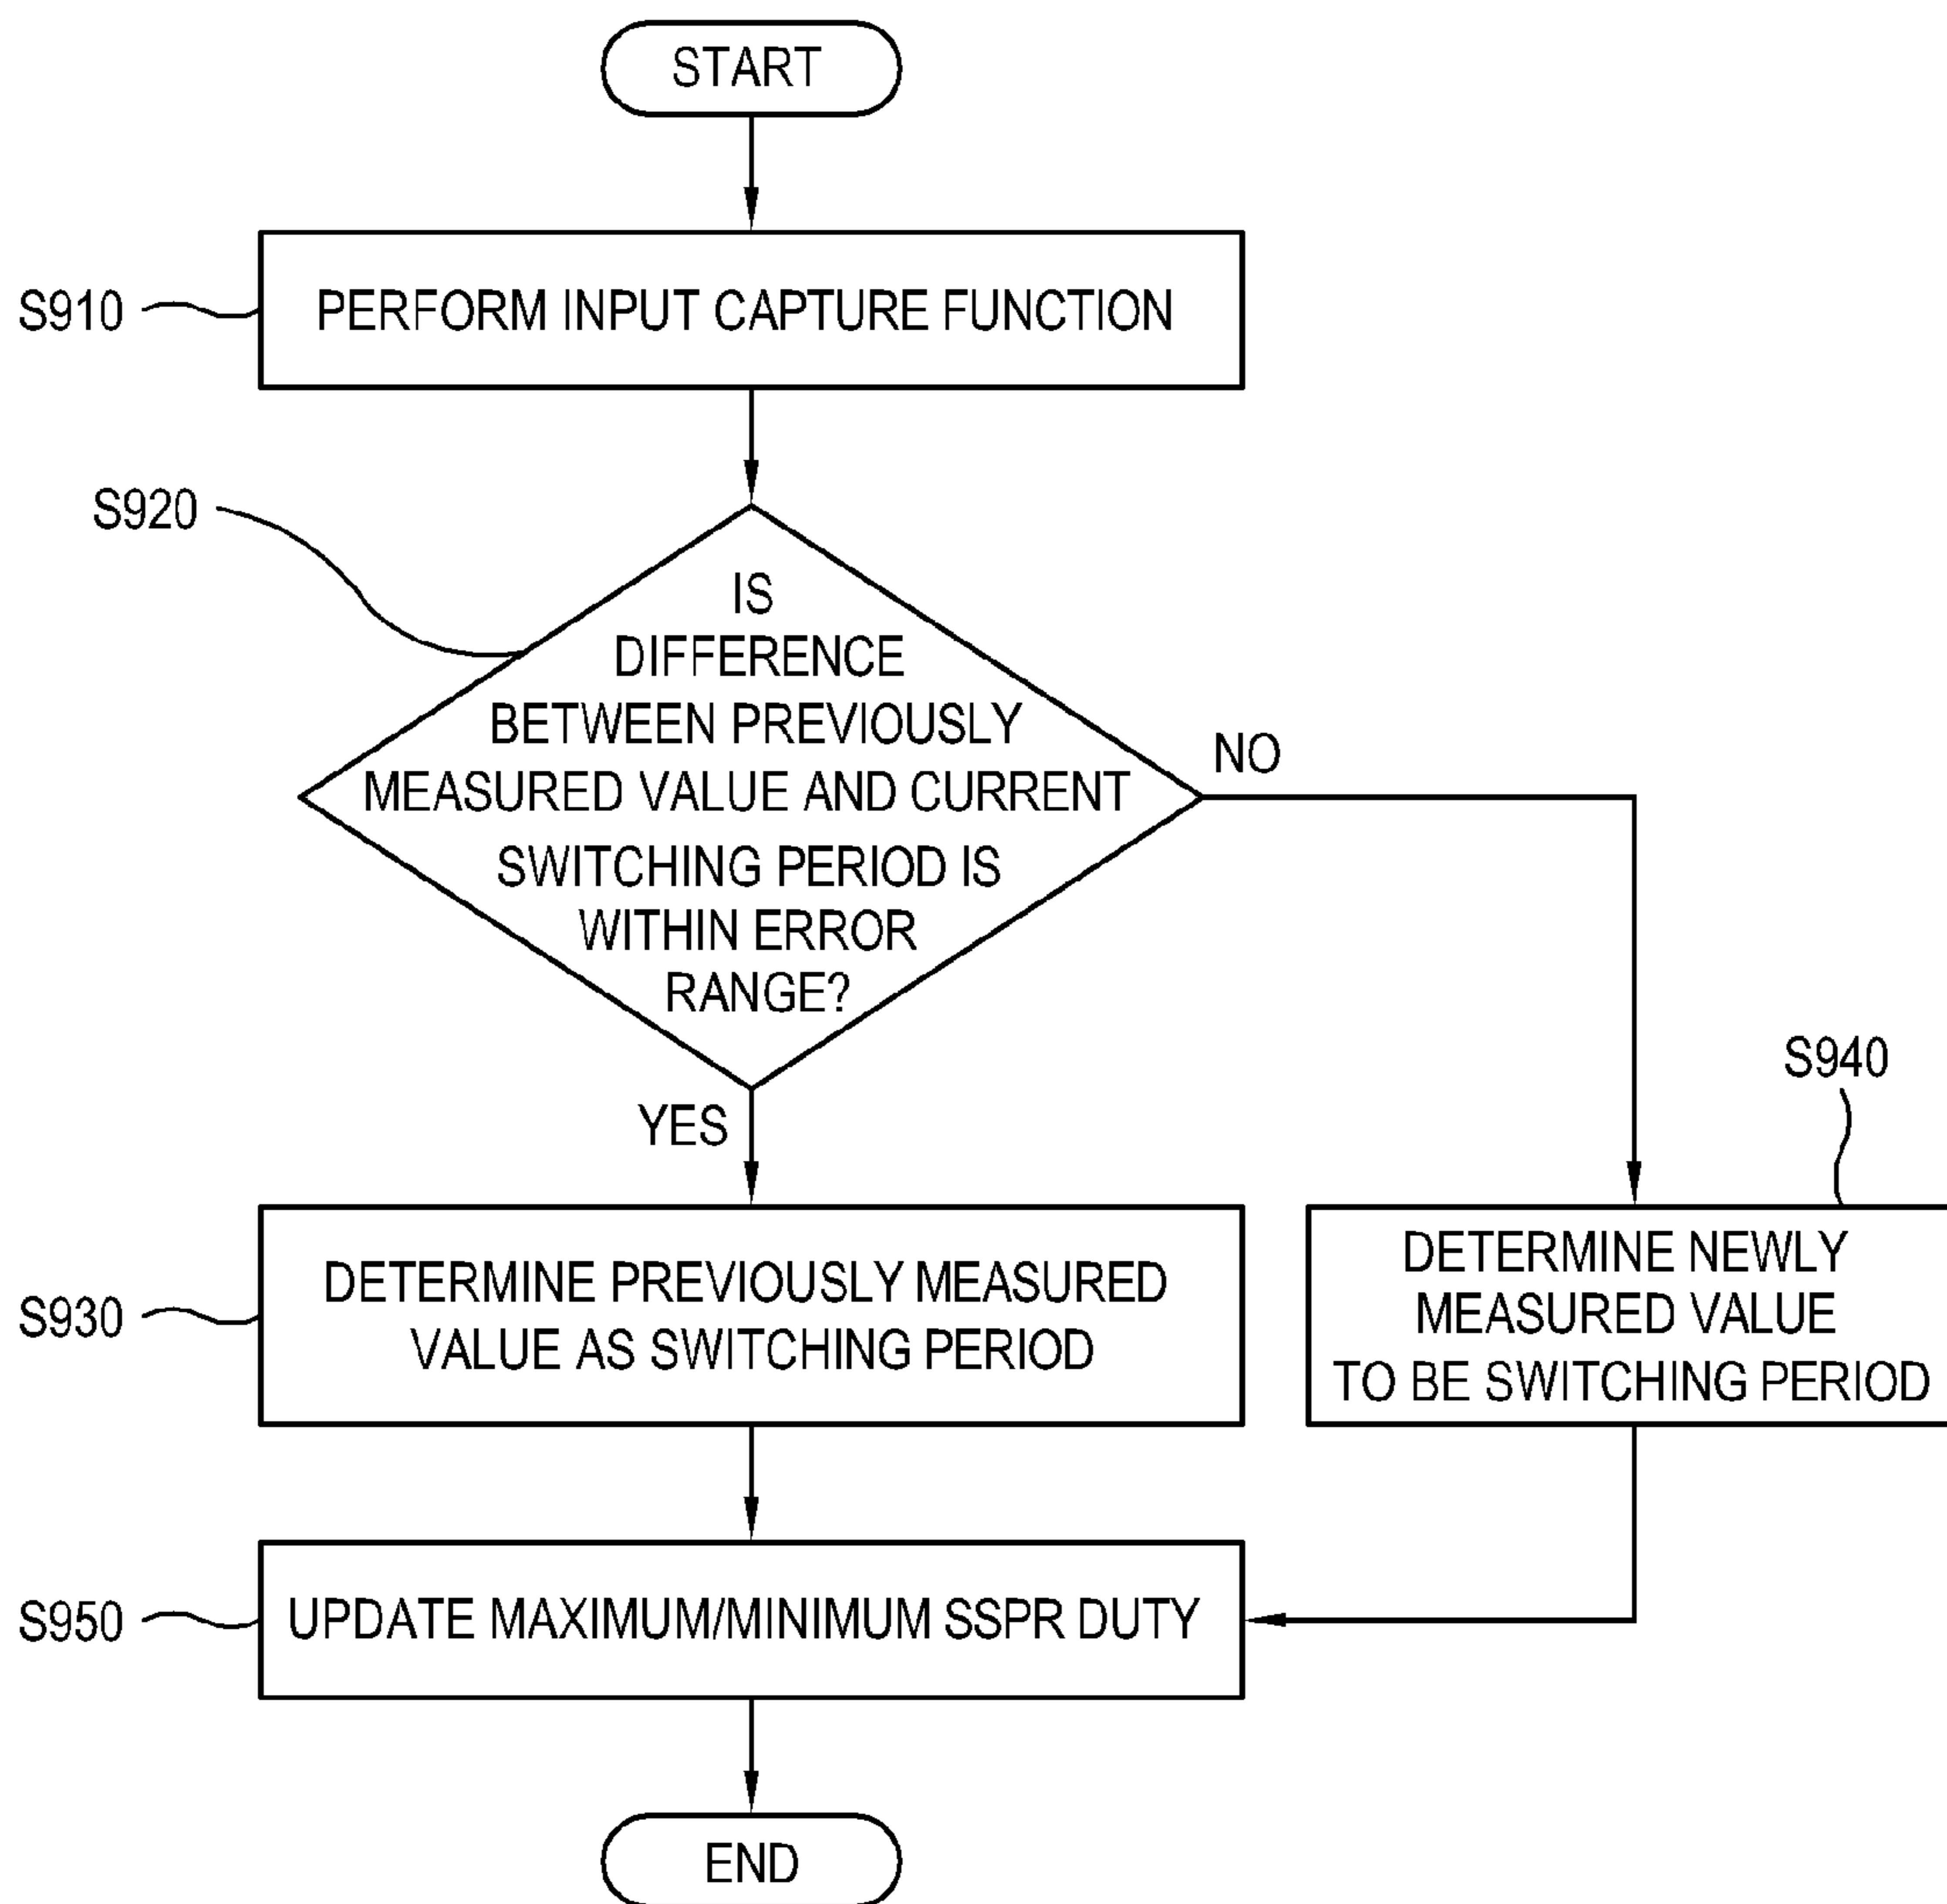 START
S910
PERFORM INPUT CAPTURE FUNCTION
S920
IS
DIFFERENCE
BETWEEN PREVIOUSLY
MEASURED VALUE AND CURRENT
SWITCHING PERIOD IS
WITHIN ERROR
RANGE?
NO
YES
S930
DETERMINE PREVIOUSLY MEASURED
VALUE AS SWITCHING PERIOD
S940
DETERMINE NEWLY
MEASURED VALUE
TO BE SWITCHING PERIOD
S950
UPDATE MAXIMUM/MINIMUM SSPR DUTY
END